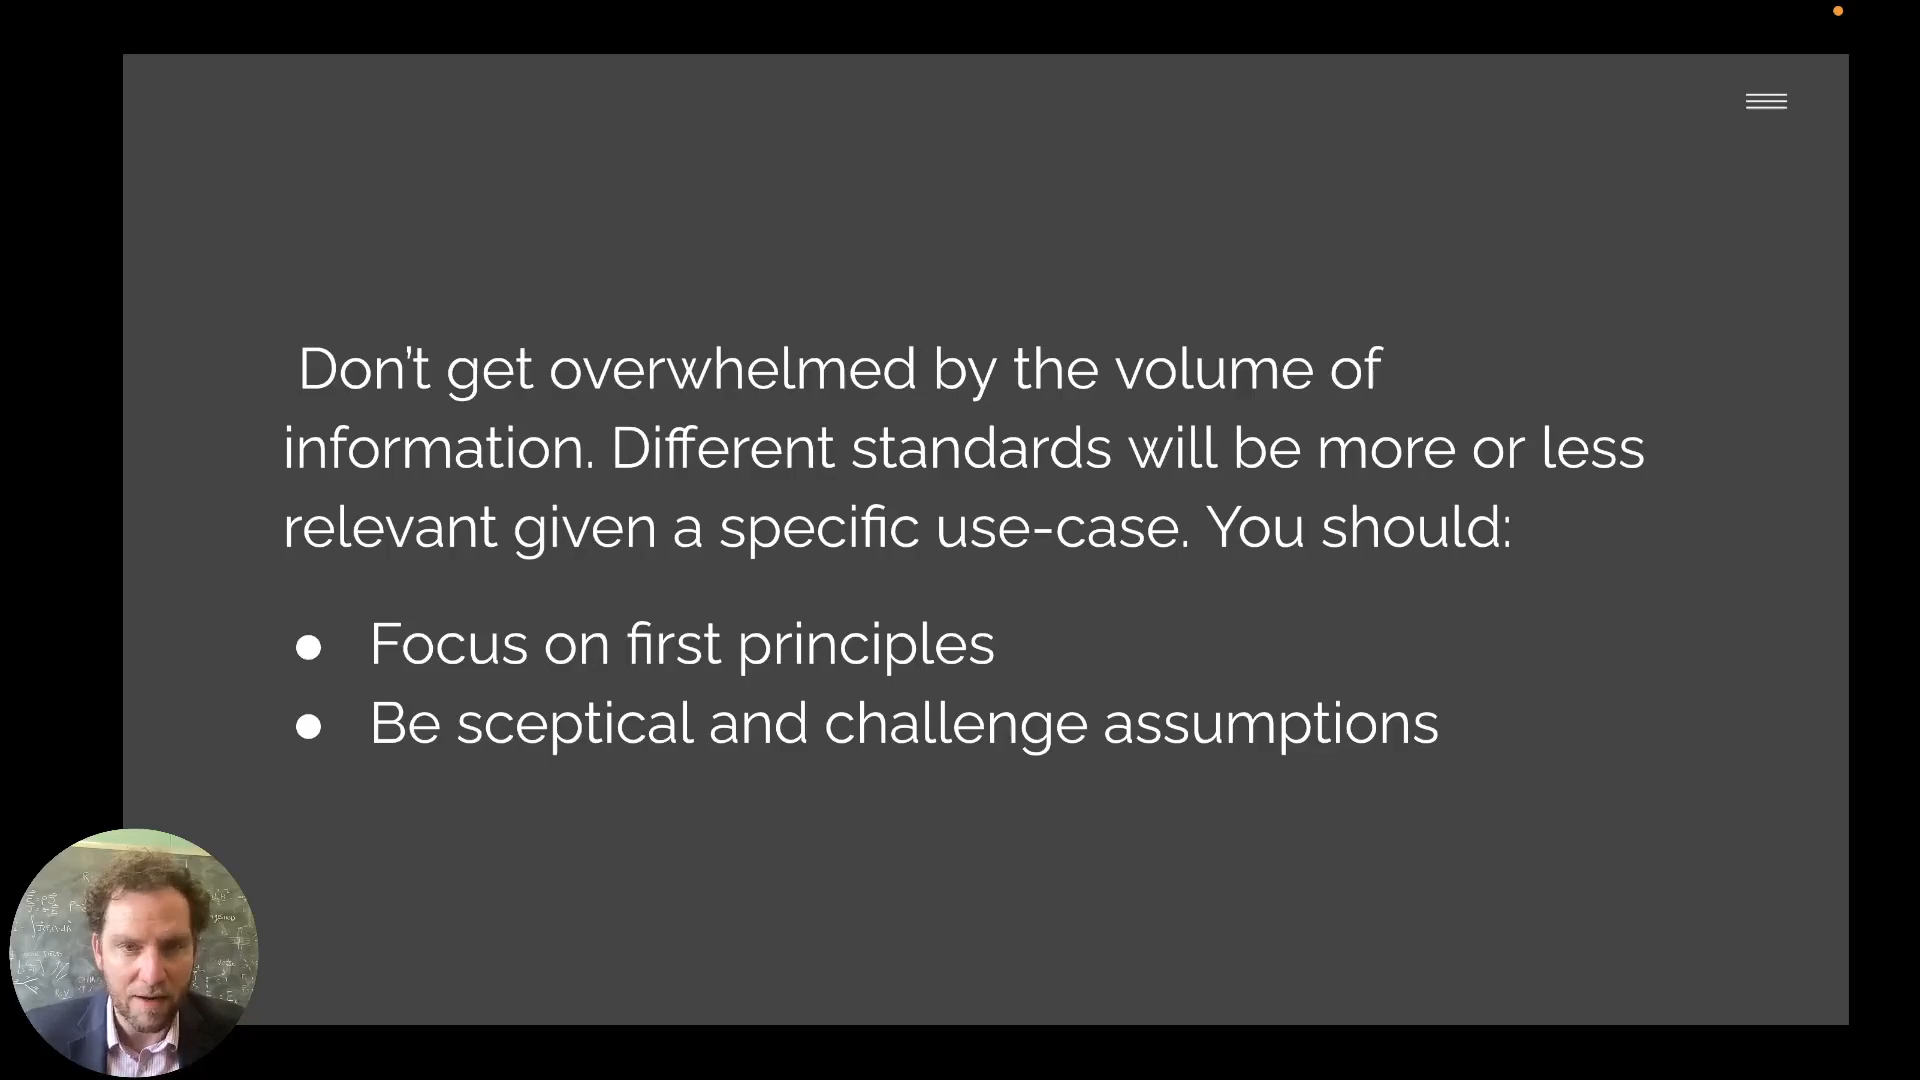 Don't get overwhelmed by the volume of
information. Different standards will be more or less
relevant given a specific use-case. You should:
● Focus on first principles
● Be sceptical and challenge assumptions